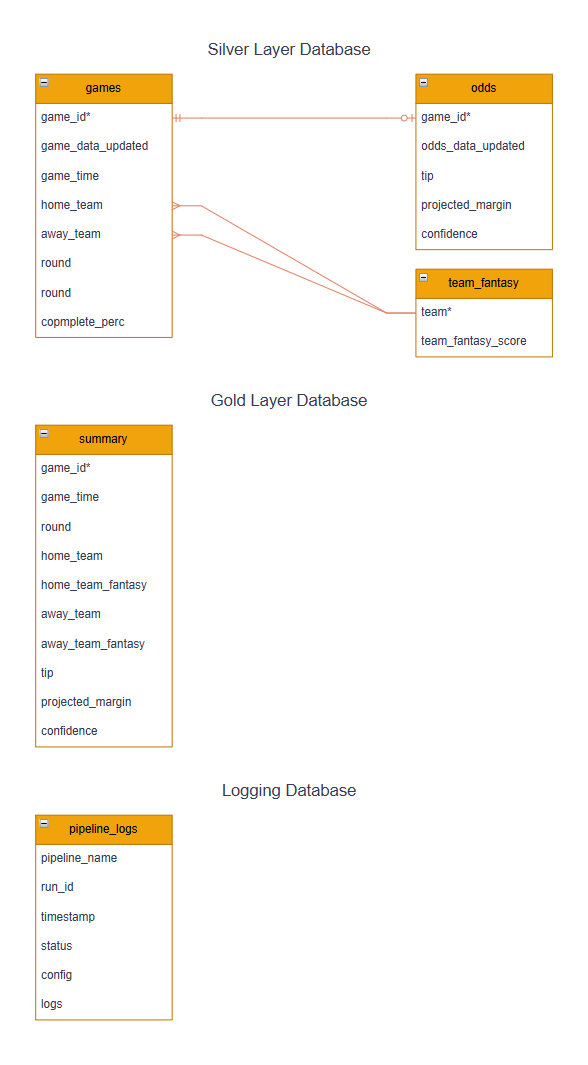 Silver Layer Database
games
game_id*
game_data_updated
game_time
home_team
away_team
round
round
copmplete_perc
odds
game_id*
odds_data_updated
tip
projected_margin
confidence
team_fantasy
team*
team_fantasy_score
Gold Layer Database
summary
game_id*
game_time
round
home_team
home_team_fantasy
away_team
away_team_fantasy
tip
projected_margin
confidence
Logging Database
pipeline_logs
pipeline_name
run_id
timestamp
status
config
logs